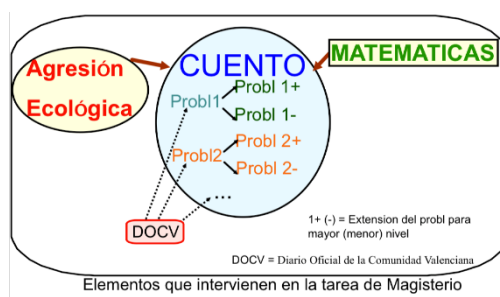 Agresión
Ecológica
CUENTO
MATEMATICAS
Probl1
Probl 1+
Probl 1-
Probl2
Probl 2+
Probl 2-
...
DOCV
1+ (-) = Extension del probl para
mayor (menor) nivel
DOCV = Diario Oficial de la Comunidad Valenciana
Elementos que intervienen en la tarea de Magisterio